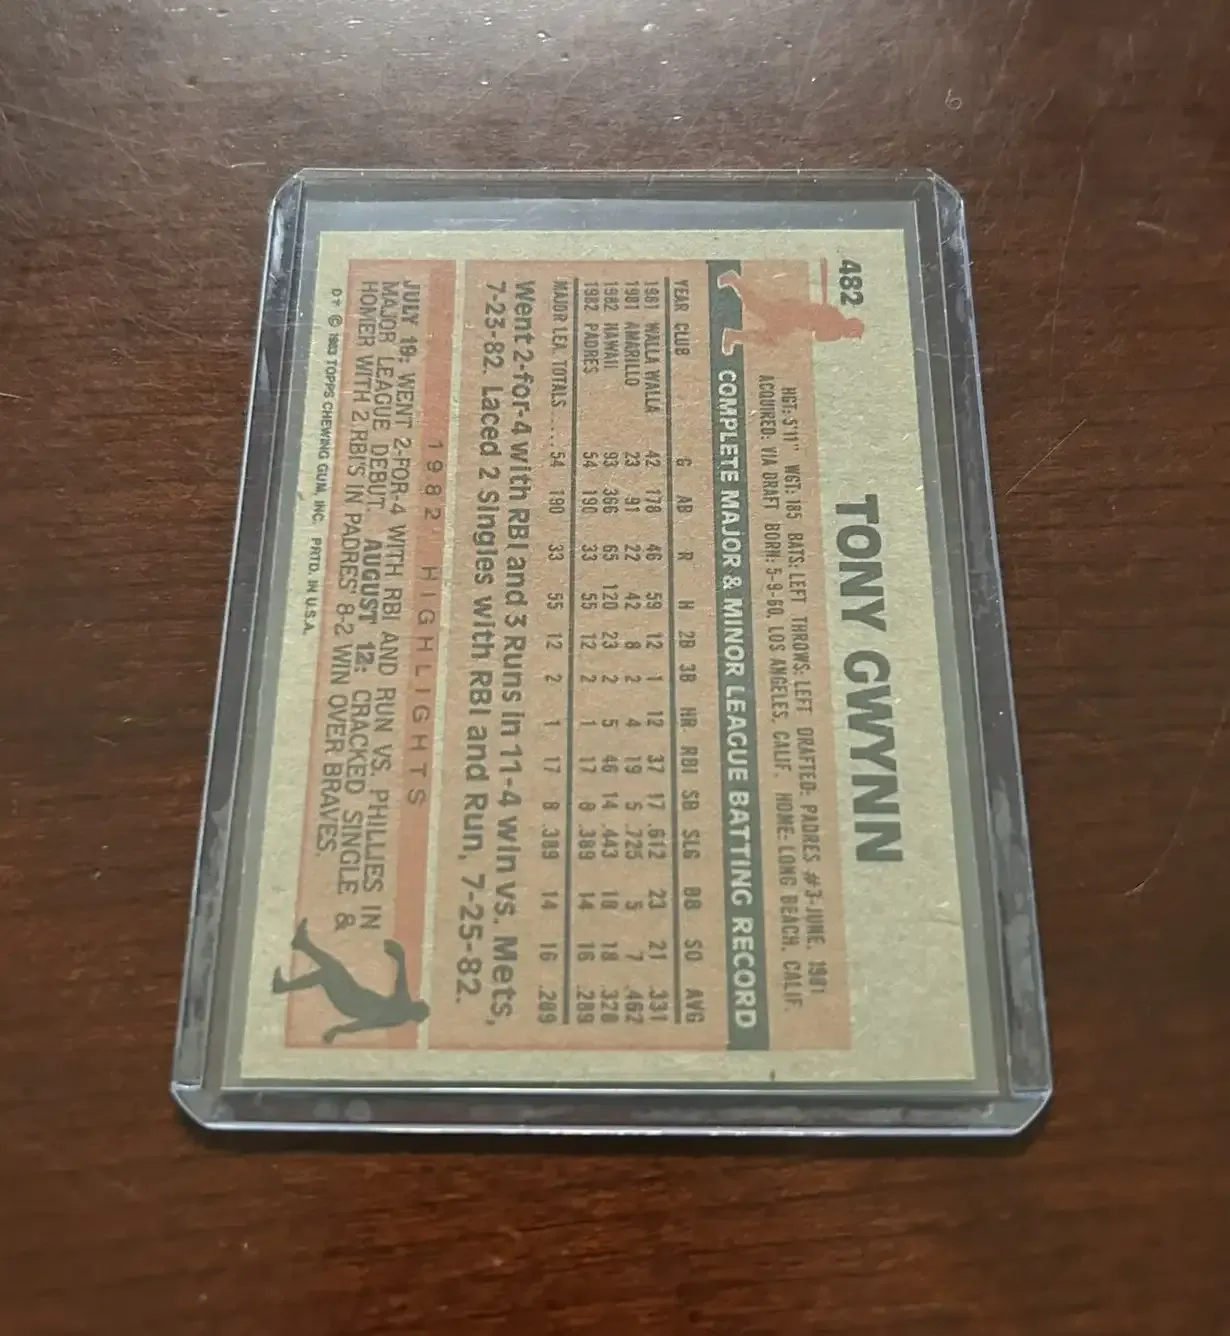 482
TONY GWYNN
HGT: 5'11" WGT: 185 BATS: LEFT THROWS: LEFT DRAFTED: PADRES #3-JUNE, 1981
ACQUIRED: VIA DRAFT BORN: 5-9-60, LOS ANGELES, CALIF. HOME: LONG BEACH, CALIF.
COMPLETE MAJOR & MINOR LEAGUE BATTING RECORD
YEAR CLUB G AB R H 2B 3B HR RBI SB SLG BB SO AVG
1981 WALLA WALLA 42 178 46 59 12 1 12 37 17 .612 23 21 .331
1981 AMARILLO 23 91 22 42 8 2 4 19 5 .725 5 7 .462
1982 HAWAII 93 366 65 120 23 2 5 46 14 .443 18 18 .328
1982 PADRES 54 190 33 55 12 2 1 17 8 .389 14 16 .289
MAJOR LEA. TOTALS ..... 54 190 33 55 12 2 1 17 8 .389 14 16 .289
Went 2-for-4 with RBI and 3 Runs in 11-4 win vs. Mets,
7-23-82. Laced 2 Singles with RBI and Run, 7-25-82.
1982 HIGHLIGHTS
JULY 19: WENT 2-FOR-4 WITH RBI AND RUN VS. PHILLIES IN
MAJOR LEAGUE DEBUT. AUGUST 12: CRACKED SINGLE &
HOMER WITH 2 RBI'S IN PADRES' 8-2 WIN OVER BRAVES.
D* © 1983 TOPPS CHEWING GUM, INC. PRTD. IN U.S.A.